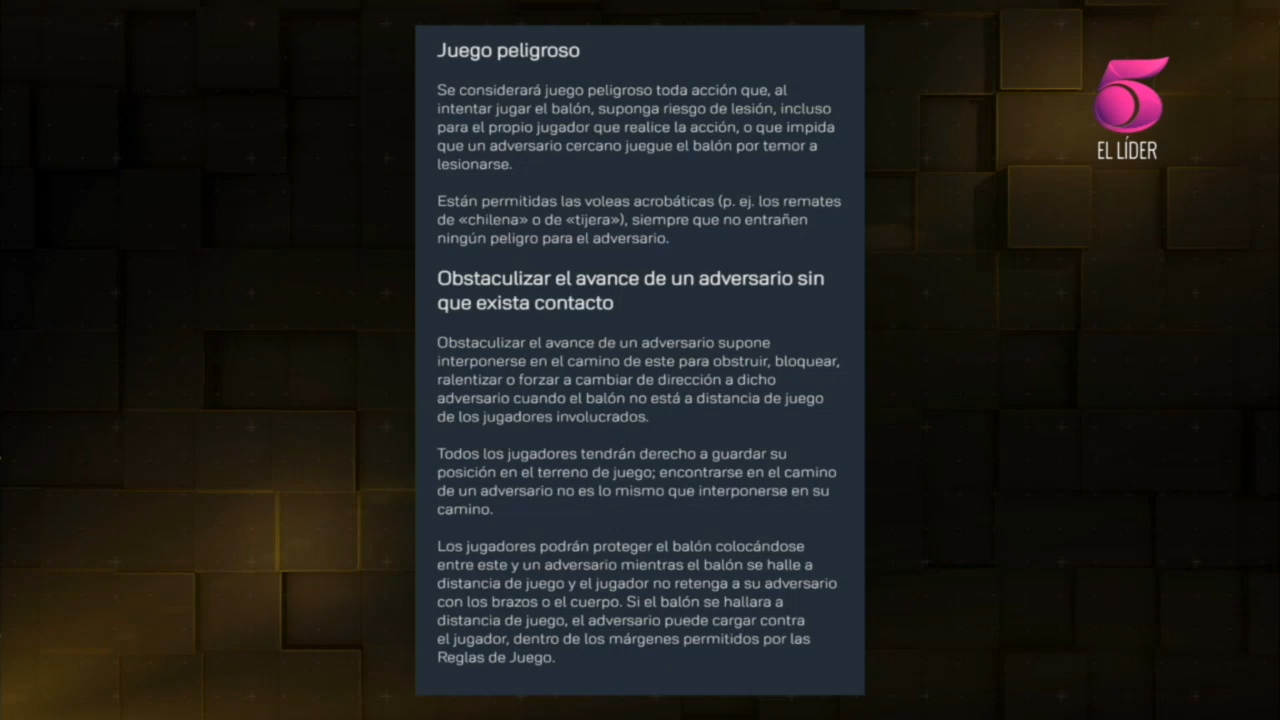 Juego peligroso
Se considerará juego peligroso toda acción que, al
intentar jugar el balón, suponga riesgo de lesión, incluso
para el propio jugador que realice la acción, o que impida
que un adversario cercano juegue el balón por temor a
lesionarse.
Están permitidas las voleas acrobáticas (p. ej. los remates
de «chilena» o de «tijera»), siempre que no entrañen
ningún peligro para el adversario.
Obstaculizar el avance de un adversario sin
que exista contacto
Obstaculizar el avance de un adversario supone
interponerse en el camino de este para obstruir, bloquear,
ralentizar o forzar a cambiar de dirección a dicho
adversario cuando el balón no está a distancia de juego
de los jugadores involucrados.
Todos los jugadores tendrán derecho a guardar su
posición en el terreno de juego; encontrarse en el camino
de un adversario no es lo mismo que interponerse en su
camino.
Los jugadores podrán proteger el balón colocándose
entre este y un adversario mientras el balón se halle a
distancia de juego y el jugador no retenga a su adversario
con los brazos o el cuerpo. Si el balón se hallara a
distancia de juego, el adversario puede cargar contra
el jugador, dentro de los márgenes permitidos por las
Reglas de Juego.
5
EL LÍDER